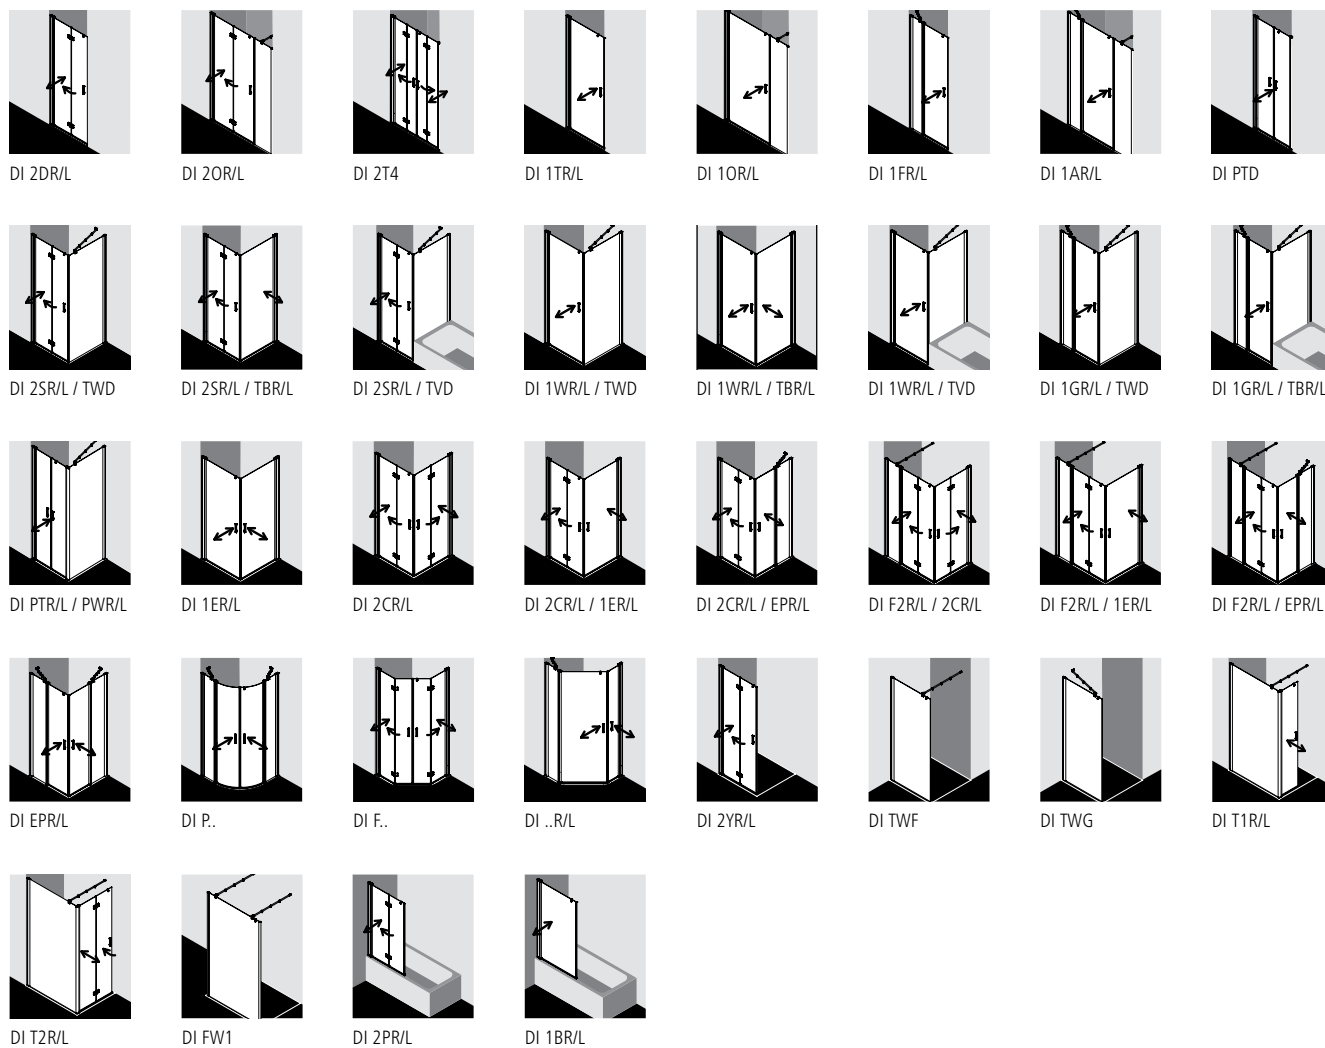 DI 2DR/L
DI 2OR/L
DI 2T4
DI 1TR/L
DI 1OR/L
DI 1FR/L
DI 1AR/L
DI PTD
DI 2SR/L / TWD
DI 2SR/L / TBR/L
DI 2SR/L / TVD
DI 1WR/L / TWD
DI 1WR/L / TBR/L
DI 1WR/L / TVD
DI 1GR/L / TWD
DI 1GR/L / TBR/L
DI PTR/L / PWR/L
DI 1ER/L
DI 2CR/L
DI 2CR/L / 1ER/L
DI 2CR/L / EPR/L
DI F2R/L / 2CR/L
DI F2R/L / 1ER/L
DI F2R/L / EPR/L
DI EPR/L
DI P..
DI F..
DI ..R/L
DI 2YR/L
DI TWF
DI TWG
DI T1R/L
DI T2R/L
DI FW1
DI 2PR/L
DI 1BR/L